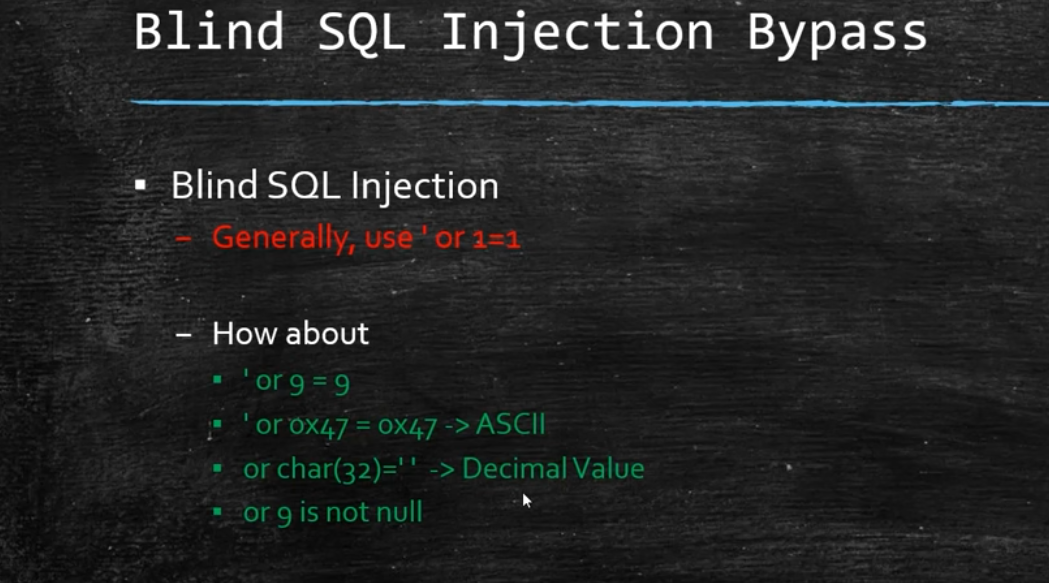 Blind SQL Injection Bypass
▪ Blind SQL Injection
– Generally, use ' or 1=1
– How about
▪ ' or 9 = 9
▪ ' or 0x47 = 0x47 -> ASCII
▪ or char(32)=' ' -> Decimal Value
▪ or 9 is not null